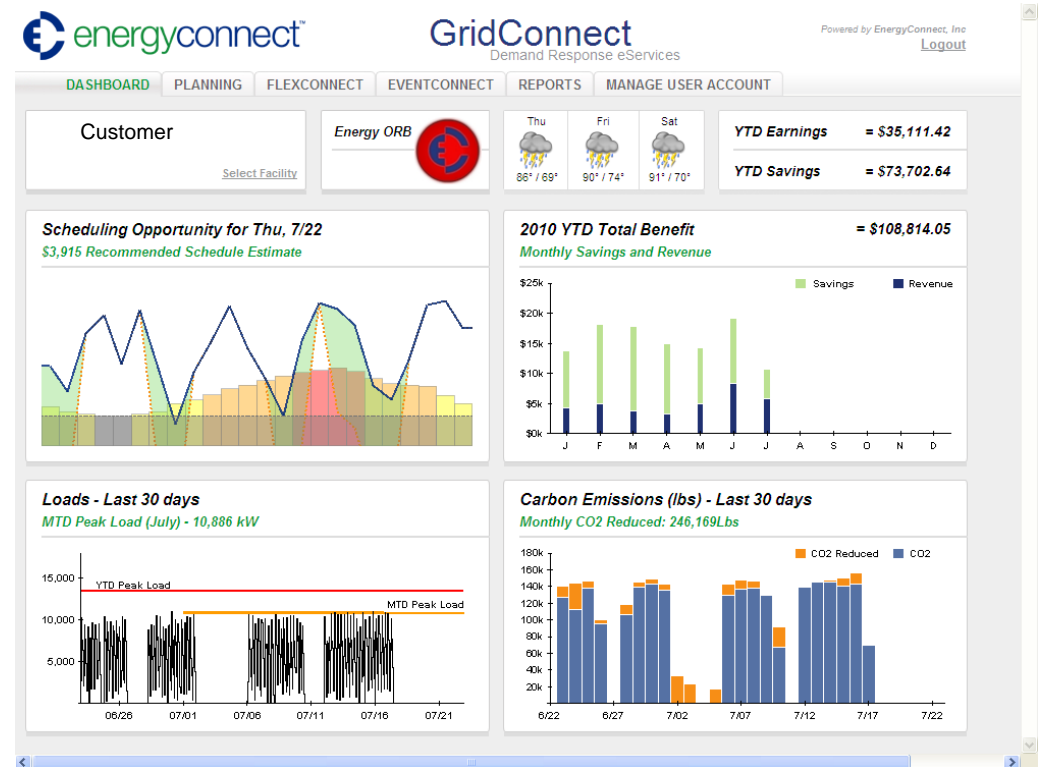 energyconnect™
GridConnect
Demand Response eServices
Powered by EnergyConnect, Inc
Logout
DASHBOARD PLANNING FLEXCONNECT EVENTCONNECT REPORTS MANAGE USER ACCOUNT
Customer
Select Facility
Energy ORB
Thu Fri Sat
86° / 69° 90° / 74° 91° / 70°
YTD Earnings = $35,111.42
YTD Savings = $73,702.64
Scheduling Opportunity for Thu, 7/22
$3,915 Recommended Schedule Estimate
2010 YTD Total Benefit = $108,814.05
Monthly Savings and Revenue
Savings Revenue
$25k
$20k
$15k
$10k
$5k
$0k
J F M A M J J A S O N D
Loads - Last 30 days
MTD Peak Load (July) - 10,886 kW
15,000
YTD Peak Load
MTD Peak Load
10,000
5,000
06/26 07/01 07/06 07/11 07/16 07/21
Carbon Emissions (lbs) - Last 30 days
Monthly CO2 Reduced: 246,169Lbs
CO2 Reduced CO2
180k
160k
140k
120k
100k
80k
60k
40k
20k
6/22 6/27 7/02 7/07 7/12 7/17 7/22